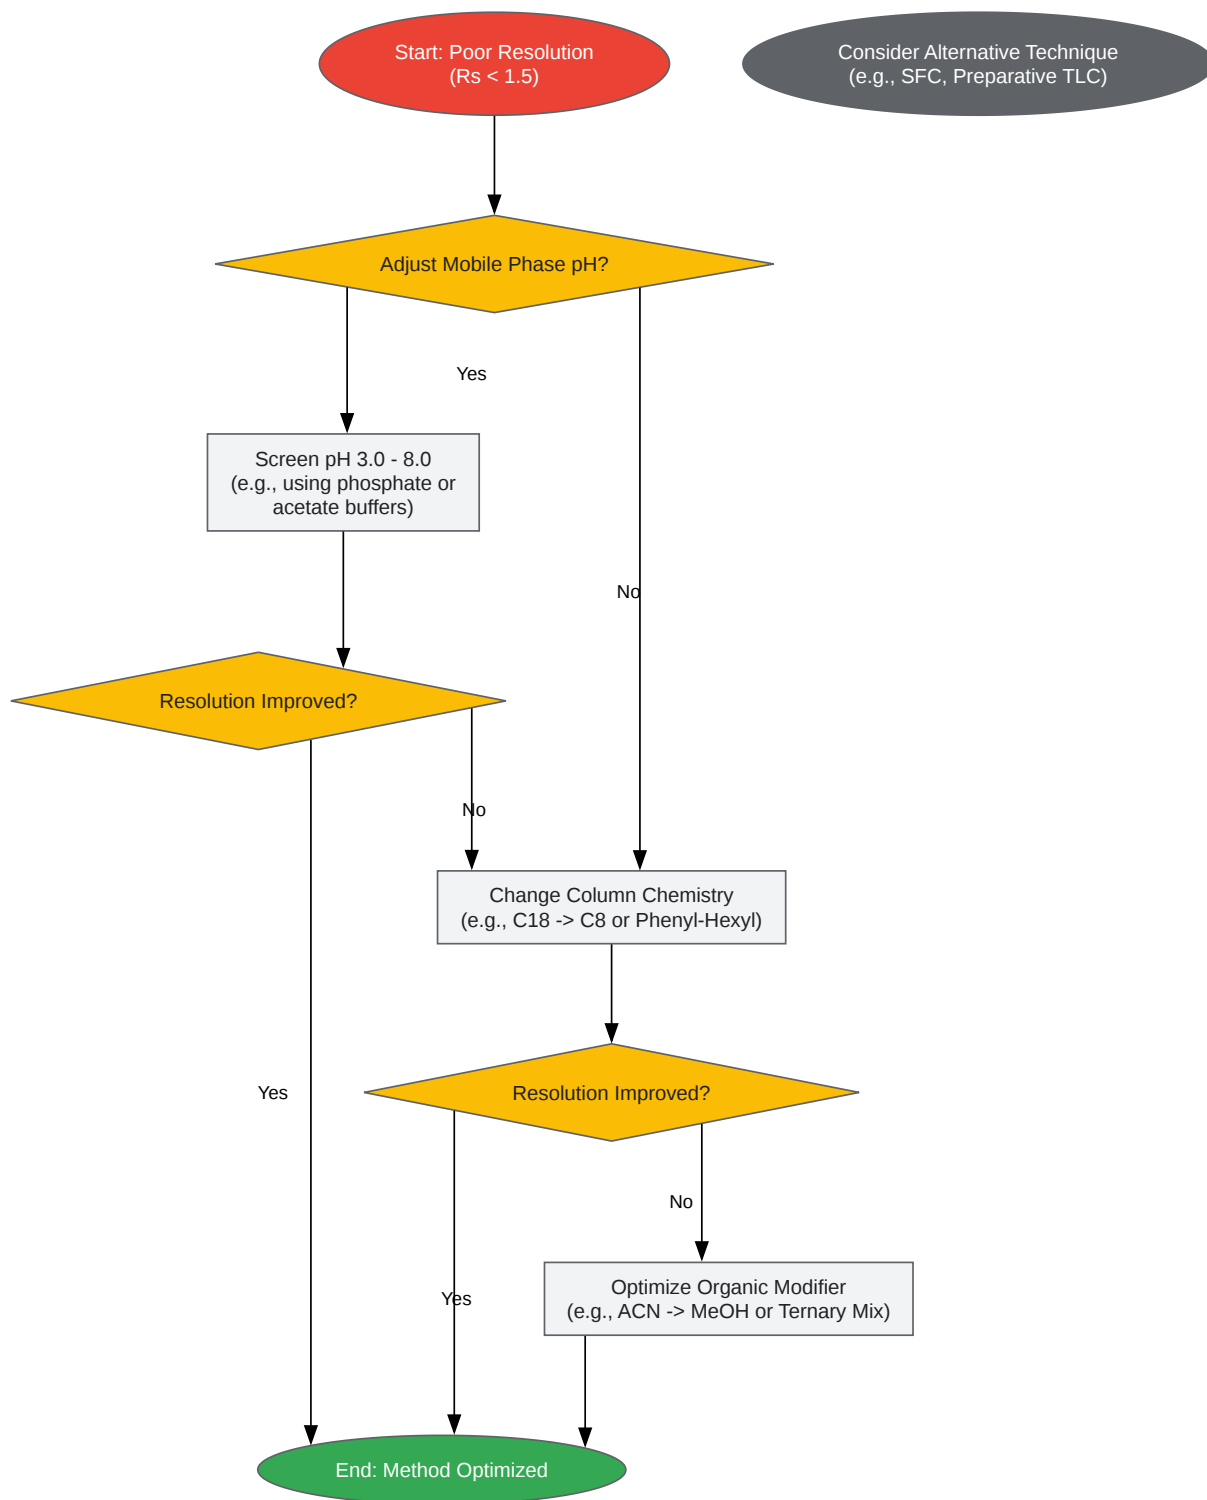 Start: Poor Resolution
(Rs < 1.5)
Consider Alternative Technique
(e.g., SFC, Preparative TLC)
Adjust Mobile Phase pH?
Yes
Screen pH 3.0 - 8.0
(e.g., using phosphate or
acetate buffers)
No
Resolution Improved?
No
Change Column Chemistry
(e.g., C18 -> C8 or Phenyl-Hexyl)
Yes
Resolution Improved?
No
Optimize Organic Modifier
(e.g., ACN -> MeOH or Ternary Mix)
Yes
End: Method Optimized